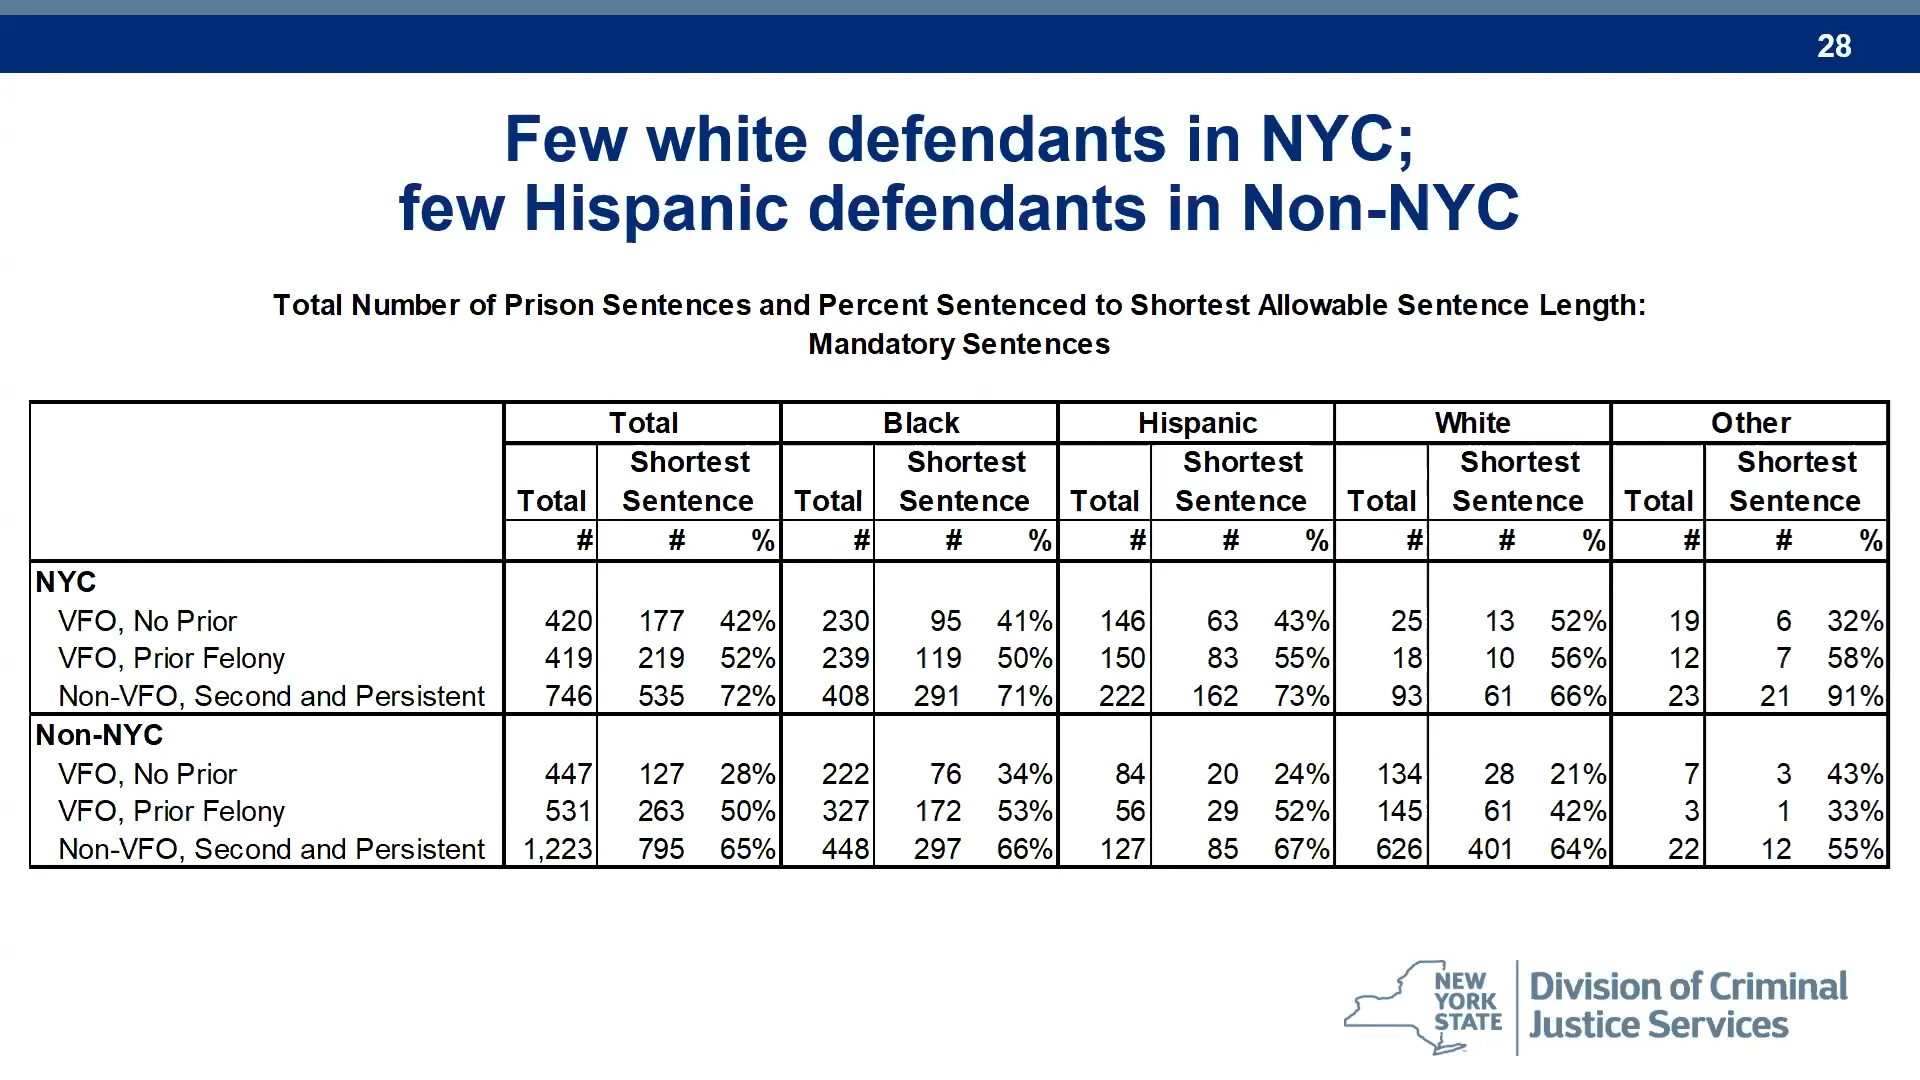 28
Few white defendants in NYC;
few Hispanic defendants in Non-NYC
Total Number of Prison Sentences and Percent Sentenced to Shortest Allowable Sentence Length:
Mandatory Sentences
Total Black Hispanic White Other
Shortest Shortest Shortest Shortest Shortest
Total Sentence Total Sentence Total Sentence Total Sentence Total Sentence
# # % # # % # # % # # % # # %
NYC
VFO, No Prior 420 177 42% 230 95 41% 146 63 43% 25 13 52% 19 6 32%
VFO, Prior Felony 419 219 52% 239 119 50% 150 83 55% 18 10 56% 12 7 58%
Non-VFO, Second and Persistent 746 535 72% 408 291 71% 222 162 73% 93 61 66% 23 21 91%
Non-NYC
VFO, No Prior 447 127 28% 222 76 34% 84 20 24% 134 28 21% 7 3 43%
VFO, Prior Felony 531 263 50% 327 172 53% 56 29 52% 145 61 42% 3 1 33%
Non-VFO, Second and Persistent 1,223 795 65% 448 297 66% 127 85 67% 626 401 64% 22 12 55%
NEW
YORK
STATE
Division of Criminal
Justice Services